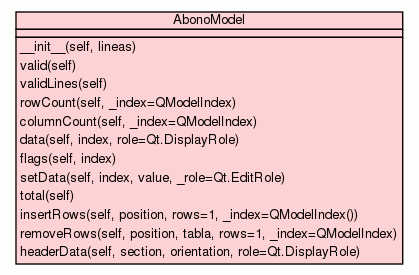 AbonoModel
__init__(self, lineas)
valid(self)
validLines(self)
rowCount(self, _index=QModelIndex)
columnCount(self, _index=QModelIndex)
data(self, index, role=Qt.DisplayRole)
flags(self, index)
setData(self, index, value, _role=Qt.EditRole)
total(self)
insertRows(self, position, rows=1, _index=QModelIndex())
removeRows(self, position, tabla, rows=1, _index=QModelIndex)
headerData(self, section, orientation, role=Qt.DisplayRole)